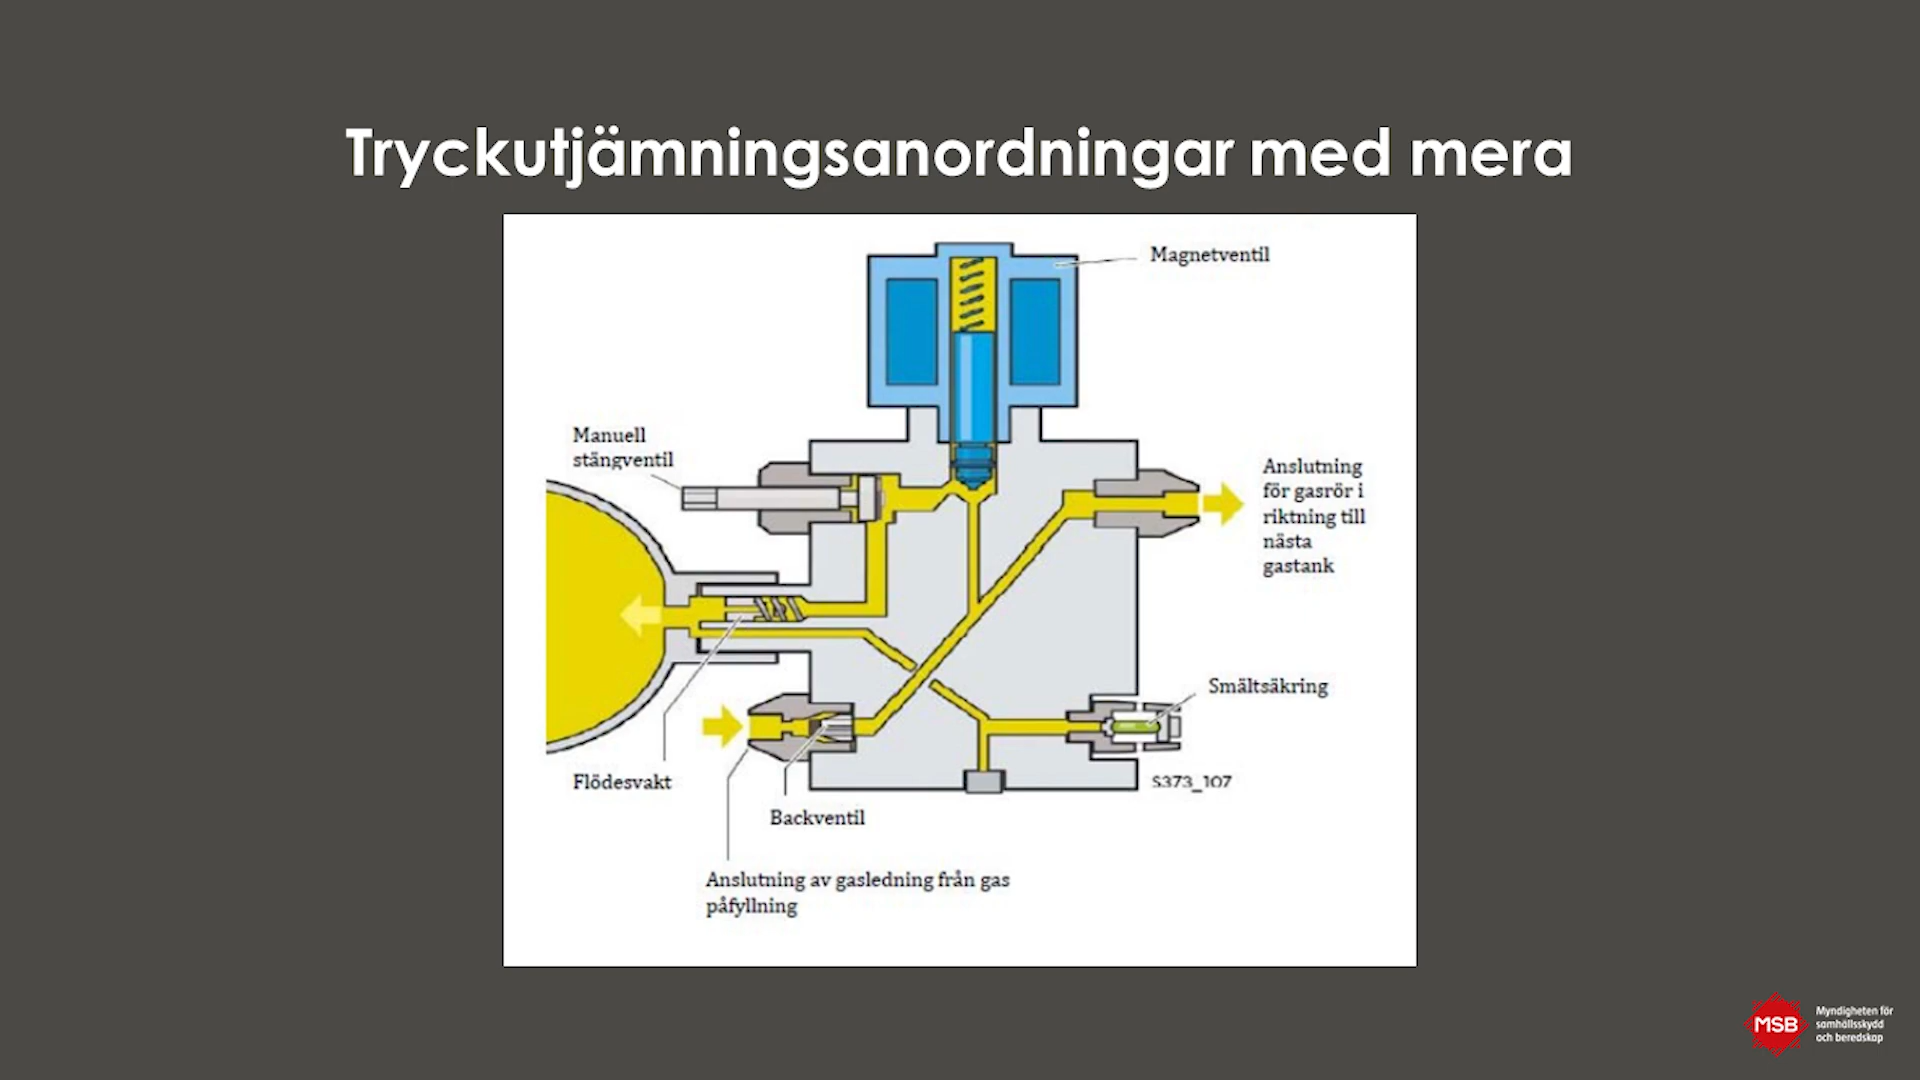 Tryckutjämningsanordningar med mera
Magnetventil
Manuell
stängventil
Anslutning
för gasrör i
riktning till
nästa
gastank
Smältsäkring
Flödesvakt
S373_107
Backventil
Anslutning av gasledning från gas
påfyllning
MSB
Myndigheten för
samhällsskydd
och beredskap